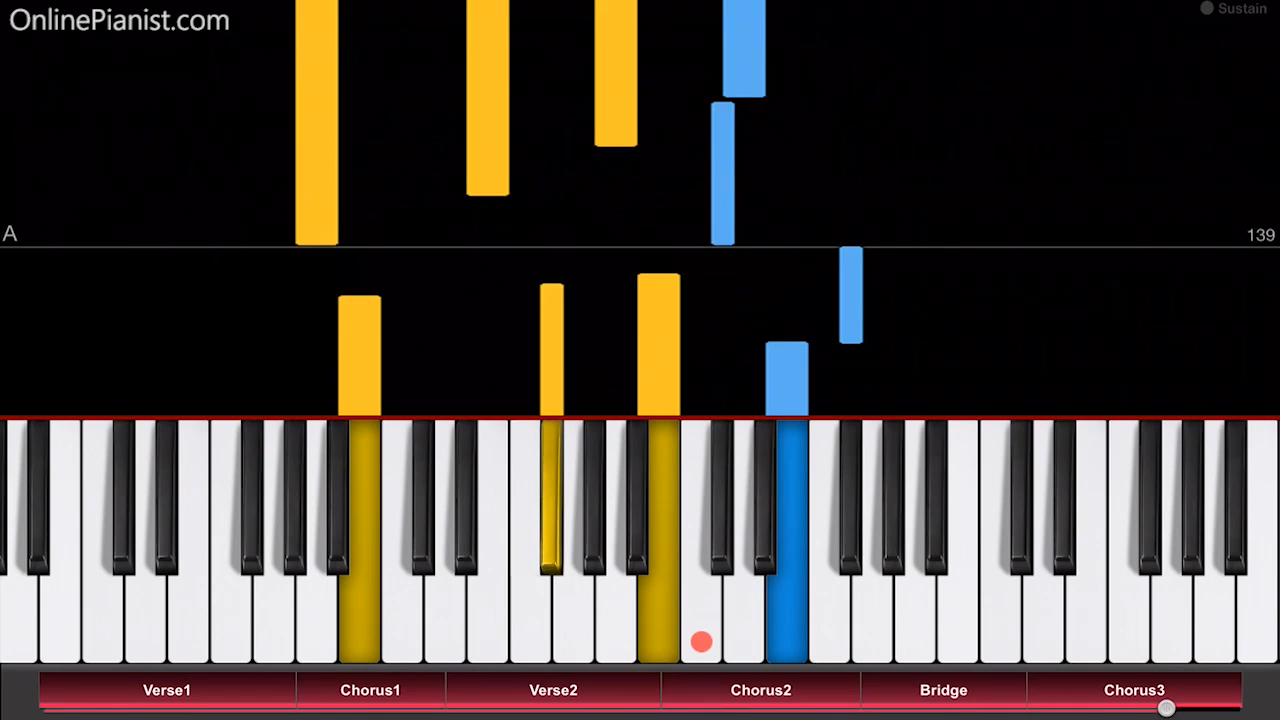 OnlinePianist.com
Sustain
A
139
Verse1
Chorus1
Verse2
Chorus2
Bridge
Chorus3